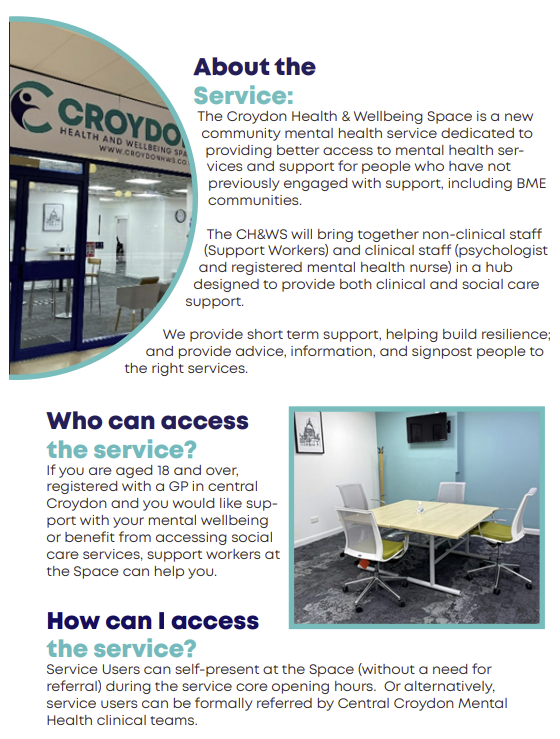 CROYDO
HEALTH AND WELLBEING SPA
WWW.CROYDONHWS.CO
About the
Service:
The Croydon Health & Wellbeing Space is a new
community mental health service dedicated to
providing better access to mental health ser-
vices and support for people who have not
previously engaged with support, including BME
communities.
The CH&WS will bring together non-clinical staff
(Support Workers) and clinical staff (psychologist
and registered mental health nurse) in a hub
designed to provide both clinical and social care
support.
We provide short term support, helping build resilience;
and provide advice, information, and signpost people to
the right services.
Who can access
the service?
If you are aged 18 and over,
registered with a GP in central
Croydon and you would like sup-
port with your mental wellbeing
or benefit from accessing social
care services, support workers at
the Space can help you.
How can I access
the service?
Service Users can self-present at the Space (without a need for
referral) during the service core opening hours.  Or alternatively,
service users can be formally referred by Central Croydon Mental
Health clinical teams.